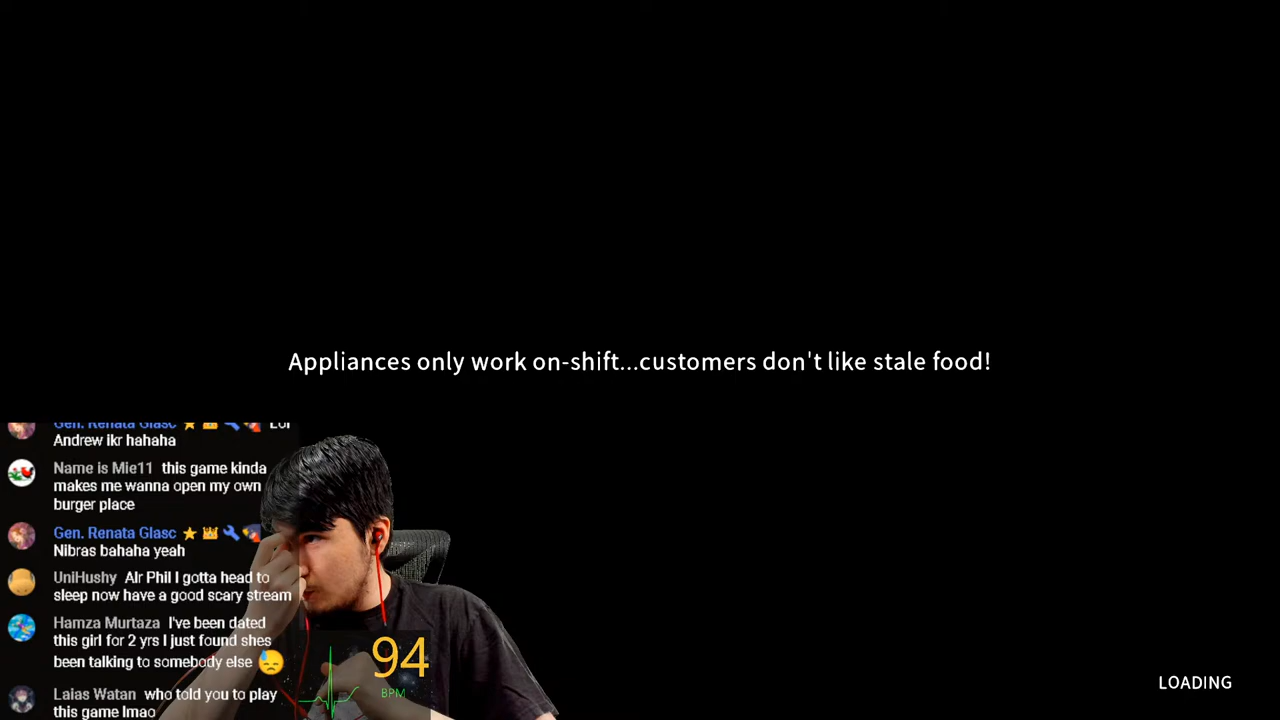 Appliances only work on-shift...customers don't like stale food!
Gen. Renata Glasc Lol
Andrew ikr hahaha
Name is Mie11 this game kinda
makes me wanna open my own
burger place
Gen. Renata Glasc
Nibras bahaha yeah
UniHushy Alr Phil I gotta head to
sleep now have a good scary stream
Hamza Murtaza I've been dated
this girl for 2 yrs I just found shes
been talking to somebody else
Laias Watan who told you to play
this game lmao
94
BPM
LOADING